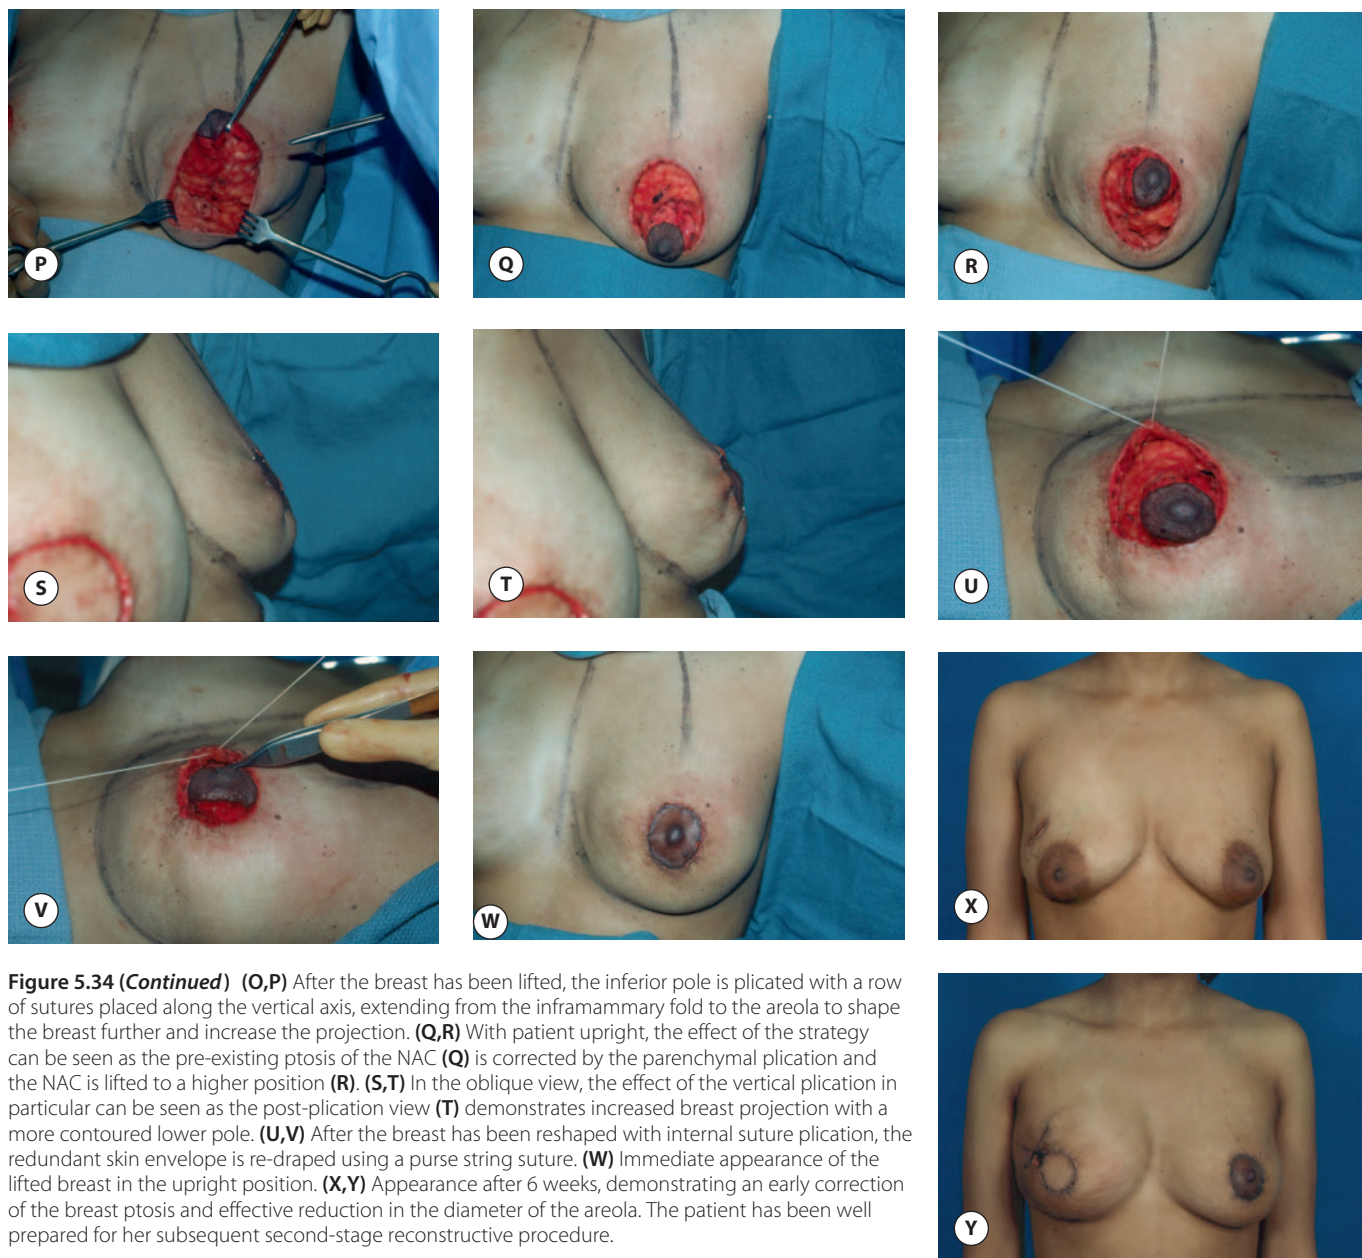 P
Q
R
S
T
U
V
W
X
Y
Figure 5.34 (Continued) (O,P) After the breast has been lifted, the inferior pole is plicated with a row
of sutures placed along the vertical axis, extending from the inframammary fold to the areola to shape
the breast further and increase the projection. (Q,R) With patient upright, the effect of the strategy
can be seen as the pre-existing ptosis of the NAC (Q) is corrected by the parenchymal plication and
the NAC is lifted to a higher position (R). (S,T) In the oblique view, the effect of the vertical plication in
particular can be seen as the post-plication view (T) demonstrates increased breast projection with a
more contoured lower pole. (U,V) After the breast has been reshaped with internal suture plication, the
redundant skin envelope is re-draped using a purse string suture. (W) Immediate appearance of the
lifted breast in the upright position. (X,Y) Appearance after 6 weeks, demonstrating an early correction
of the breast ptosis and effective reduction in the diameter of the areola. The patient has been well
prepared for her subsequent second-stage reconstructive procedure.